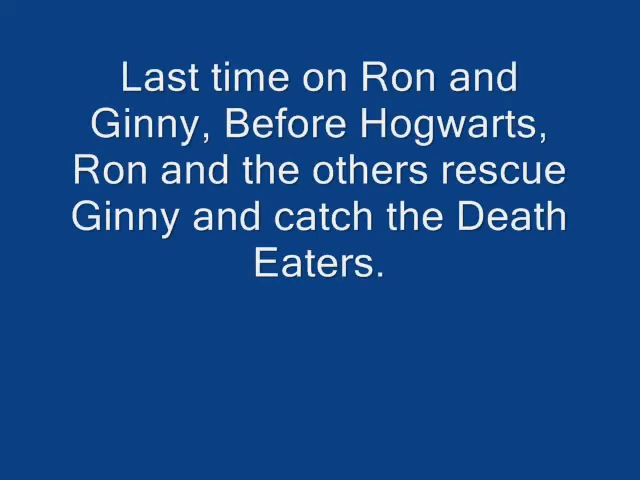 Last time on Ron and
Ginny, Before Hogwarts,
Ron and the others rescue
Ginny and catch the Death
Eaters.